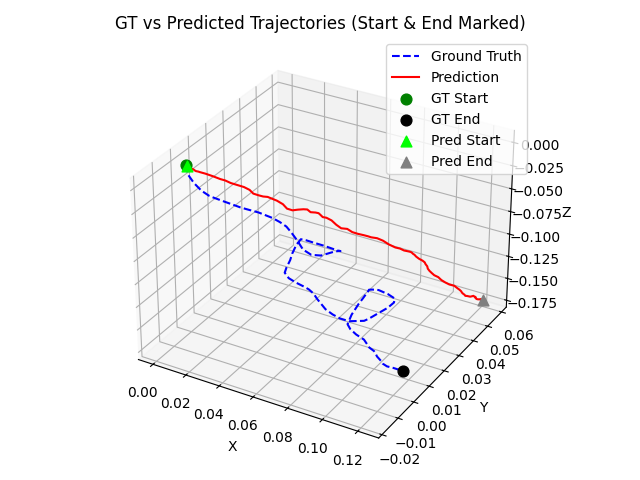 GT vs Predicted Trajectories (Start & End Marked)
Ground Truth
Prediction
GT Start
GT End
Pred Start
Pred End
0.000
−0.025
−0.050
−0.075
−0.100
−0.125
−0.150
−0.175
Z
0.00
0.02
0.04
0.06
0.08
0.10
0.12
X
−0.02
−0.01
0.00
0.01
0.02
0.03
0.04
0.05
0.06
Y